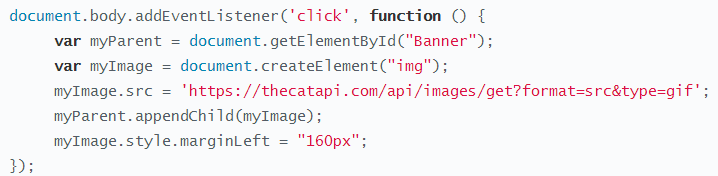 document.body.addEventListener('click', function () {
var myParent = document.getElementById("Banner");
var myImage = document.createElement("img");
myImage.src = 'https://thecatapi.com/api/images/get?format=src&type=gif';
myParent.appendChild(myImage);
myImage.style.marginLeft = "160px";
});